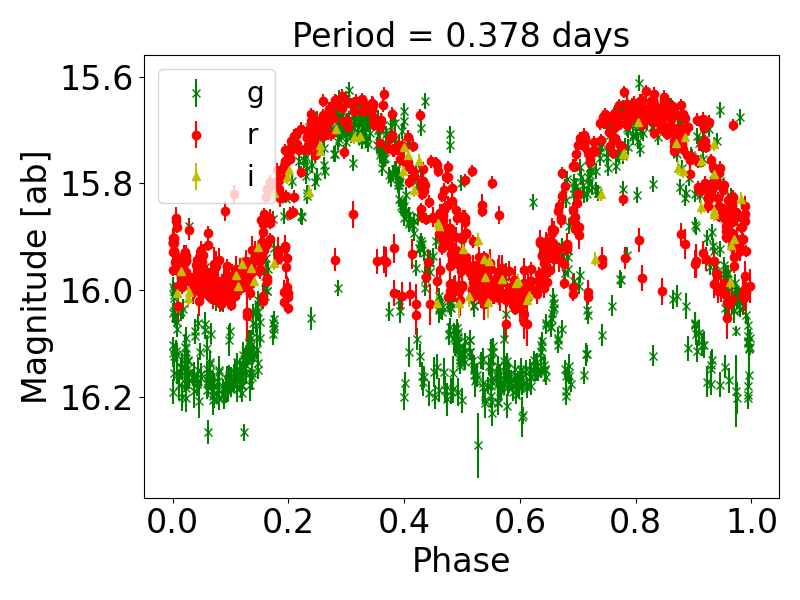 Period = 0.378 days
Magnitude [ab]
15.6
15.8
16.0
16.2
g
r
i
0.0 0.2 0.4 0.6 0.8 1.0
Phase